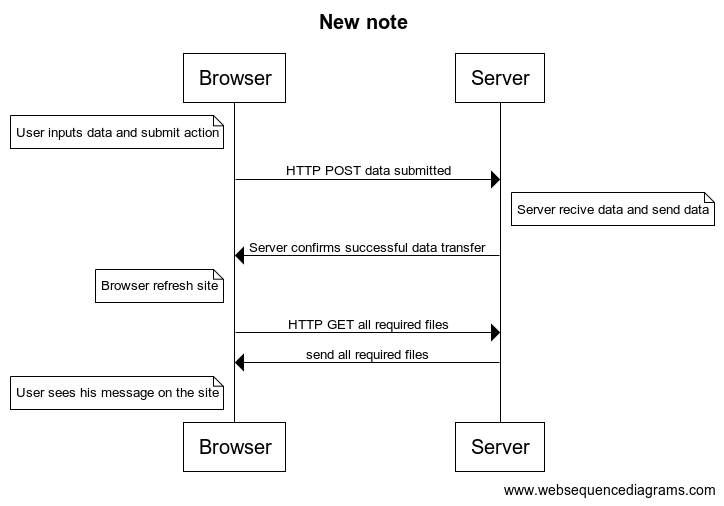 New note
Browser
Server
User inputs data and submit action
HTTP POST data submitted
Server recive data and send data
Server confirms successful data transfer
Browser refresh site
HTTP GET all required files
send all required files
User sees his message on the site
Browser
Server
www.websequencediagrams.com